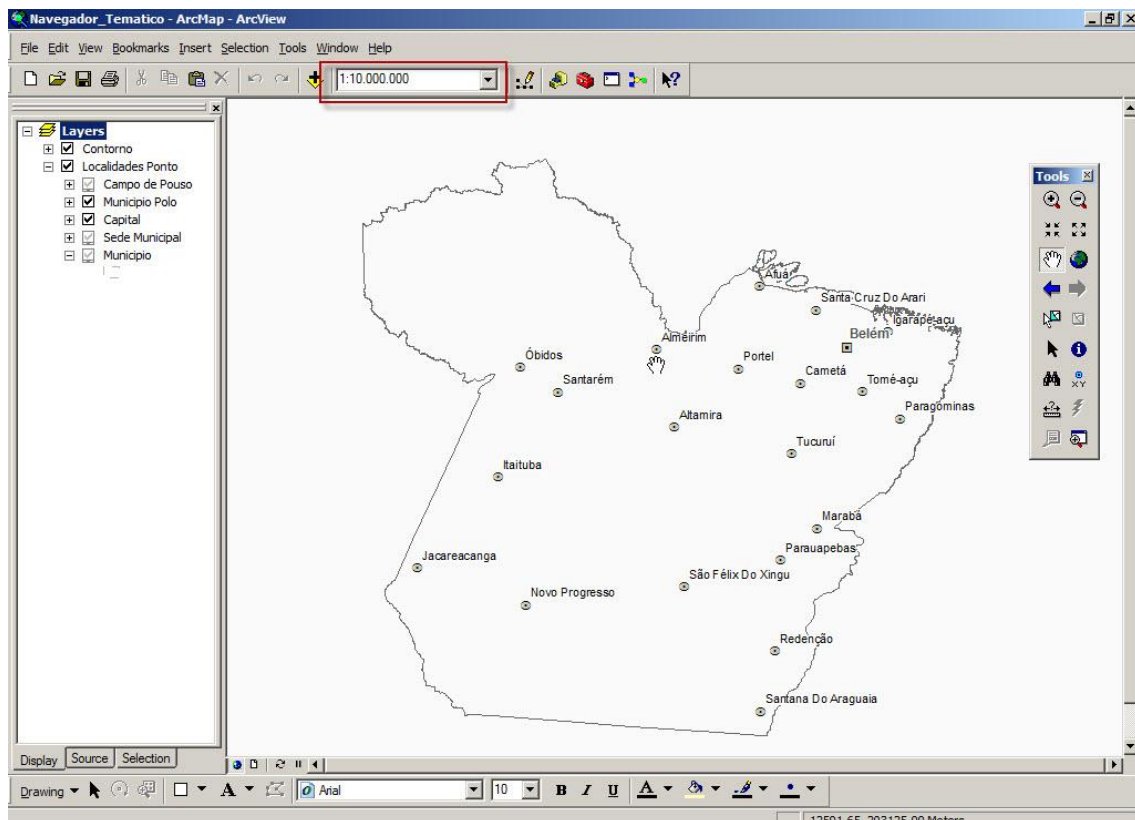 Navegador_Tematico - ArcMap - ArcView
File Edit View Bookmarks Insert Selection Tools Window Help
1:10.000.000
Layers
Contorno
Localidades Ponto
Campo de Pouso
Municipio Polo
Capital
Sede Municipal
Municipio
Tools
Afuá
Santa Cruz Do Arari
Igarapé-açu
Belém
Almeirim
Óbidos
Portel
Santarém
Cametá
Tomé-açu
Paragominas
Altamira
Tucuruí
Itaituba
Marabá
Parauapebas
Jacareacanga
São Félix Do Xingu
Novo Progresso
Redenção
Santana Do Araguaia
XY
Display Source Selection
Drawing A Arial 10 B I U A